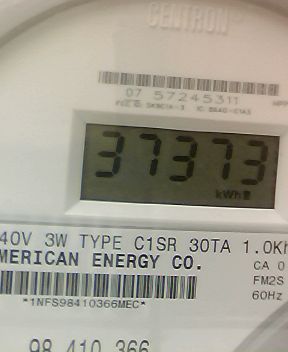 CENTRON
07 57245311
37373
kWh
40V 3W TYPE C1SR 30TA 1.0Kh
MERICAN ENERGY CO.
CA 0
FM2S
60Hz
*1NFS98410366MEC*
98 410 366